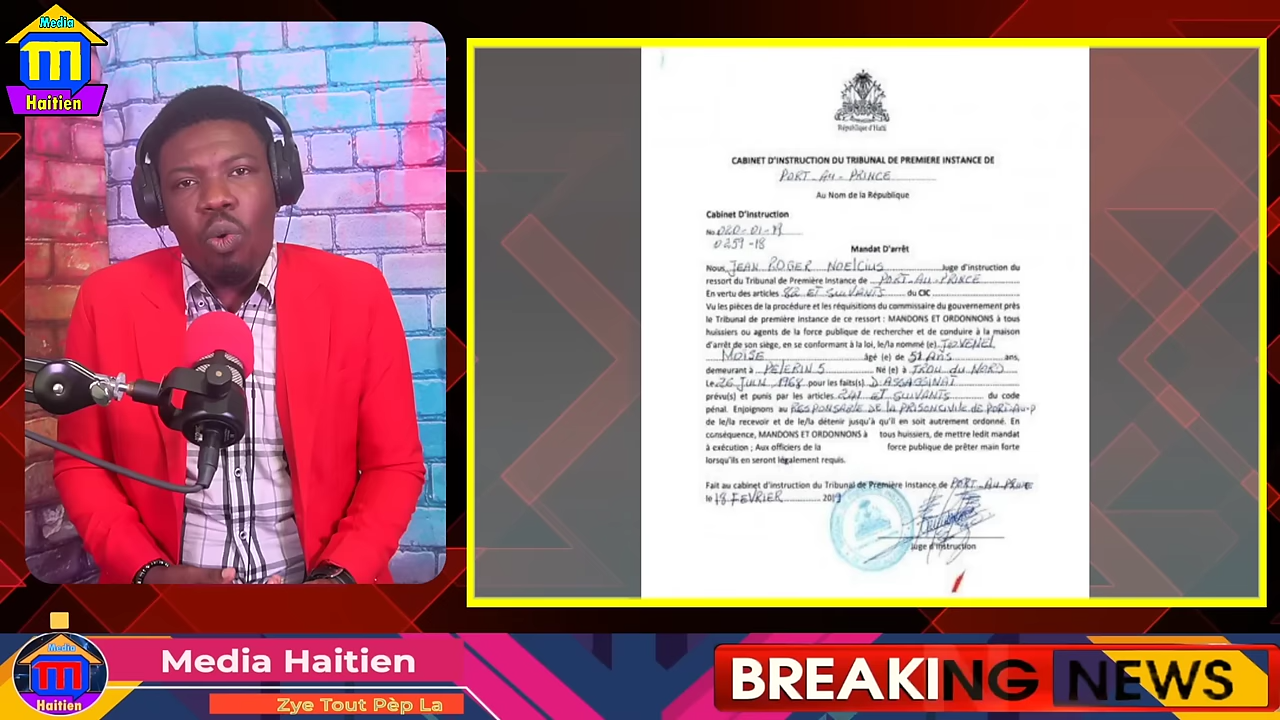 Media
M
Haitien
République d'Haïti
CABINET D'INSTRUCTION DU TRIBUNAL DE PREMIERE INSTANCE DE
PORT-AU-PRINCE
Au Nom de la République
Cabinet D'instruction
No.
0259-18
Mandat D'arrêt
Nous, JEAN ROGER NOELCIUS Juge d'instruction du
ressort du Tribunal de Première Instance de PORT-AU-PRINCE
En vertu des articles 82 ET SUIVANTS du CIC
Vu les pièces de la procédure et les réquisitions du commissaire du gouvernement près
le Tribunal de première instance de ce ressort : MANDONS ET ORDONNONS à tous
huissiers ou agents de la force publique de rechercher et de conduire à la maison
d'arrêt de son siège, en se conformant à la loi, le/la nommé (e) JOVENEL
MOISE âgé (e) de 51 ANS ans,
demeurant à PELERIN 5 Né (e) à TROU DU NORD
Le 26 JUIN 1968 pour les faits(s) D'ASSASSINAT
prévu(s) et punis par les articles ET SUIVANTS du code
pénal. Enjoignons au RESPONSABLE DE LA PRISON CIVILE DE PORT-AU-P
de le/la recevoir et de le/la détenir jusqu'à qu'il en soit autrement ordonné. En
conséquence, MANDONS ET ORDONNONS à tous huissiers, de mettre ledit mandat
à exécution ; Aux officiers de la force publique de prêter main forte
lorsqu'ils en seront légalement requis.
Fait au cabinet d'instruction du Tribunal de Première Instance de PORT-AU-PRINCE
le 18 FEVRIER 2019
Juge d'Instruction
Media
M
Haitien
Media Haitien
Zye Tout Pèp La
BREAKING NEWS